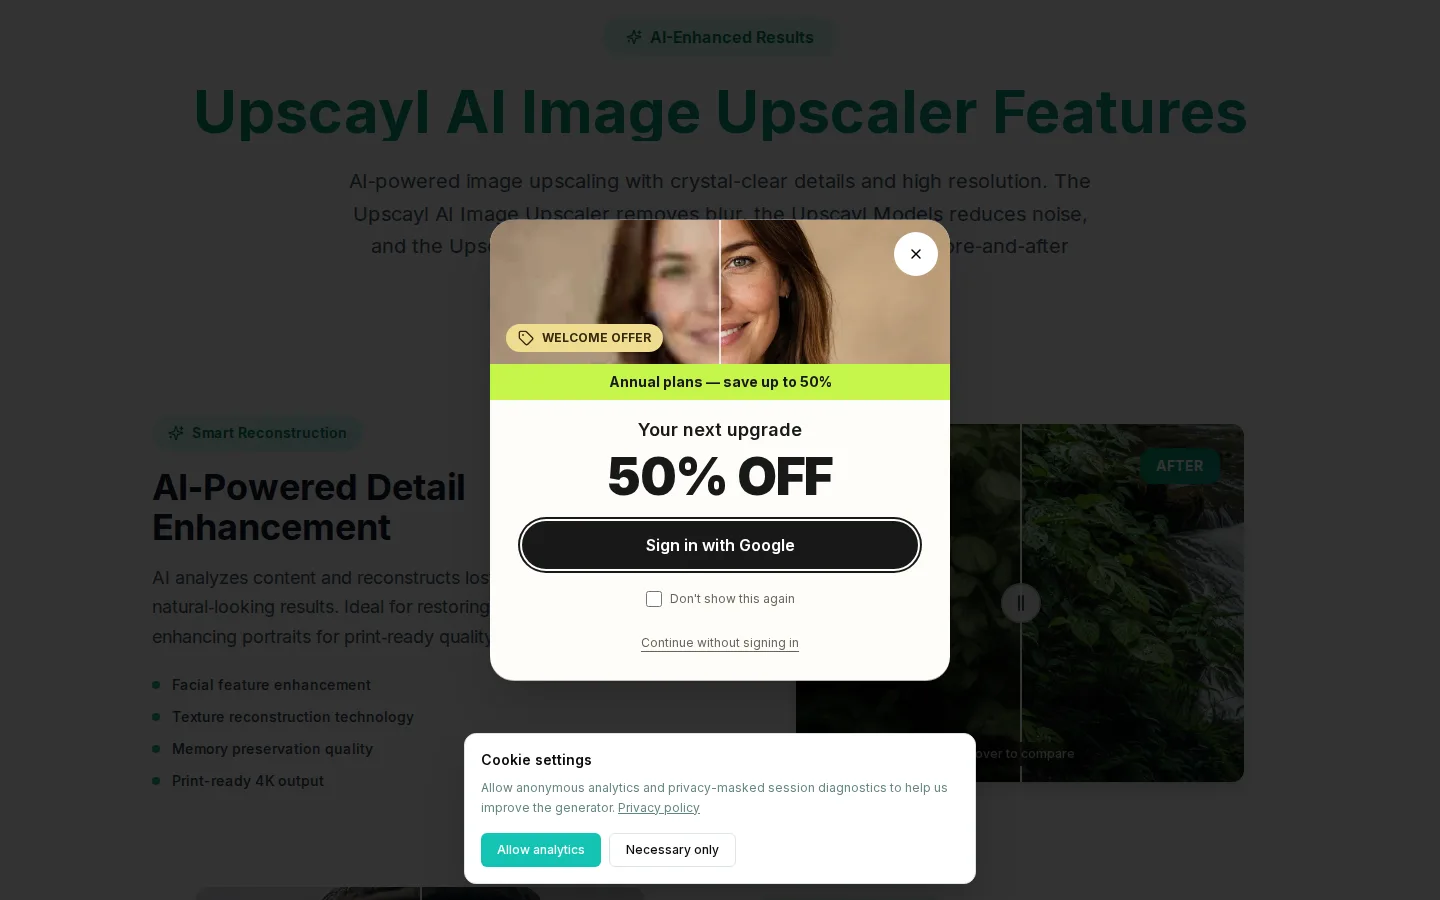 AI-Enhanced Results
Upscayl AI Image Upscaler Features
AI-powered image upscaling with crystal-clear details and high resolution. The
Upscayl AI Image Upscaler removes blur, the Upscayl Models reduces noise,
and the
WELCOME OFFER
Annual plans — save up to 50%
Your next upgrade
50% OFF
Sign in with Google
Don't show this again
Continue without signing in
Smart Reconstruction
AI-Powered Detail
Enhancement
AI analyzes content and reconstructs
natural-looking results. Ideal for restoring
enhancing portraits for print-ready quality
Facial feature enhancement
Texture reconstruction technology
Memory preservation quality
Print-ready 4K output
AFTER
to compare
Cookie settings
Allow anonymous analytics and privacy-masked session diagnostics to help us
improve the generator. Privacy policy
Allow analytics
Necessary only